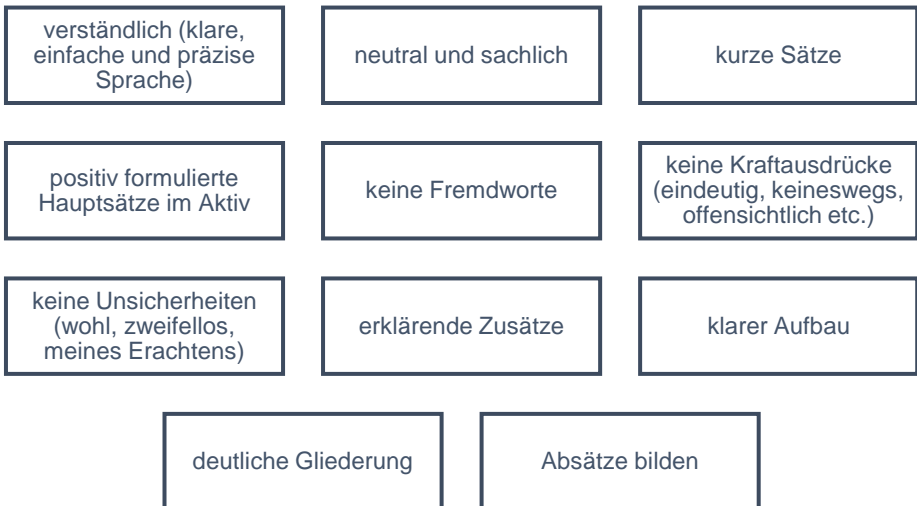 verständlich (klare,
einfache und präzise
Sprache)
neutral und sachlich
kurze Sätze
positiv formulierte
Hauptsätze im Aktiv
keine Fremdworte
keine Kraftausdrücke
(eindeutig, keineswegs,
offensichtlich etc.)
keine Unsicherheiten
(wohl, zweifellos,
meines Erachtens)
erklärende Zusätze
klarer Aufbau
deutliche Gliederung
Absätze bilden